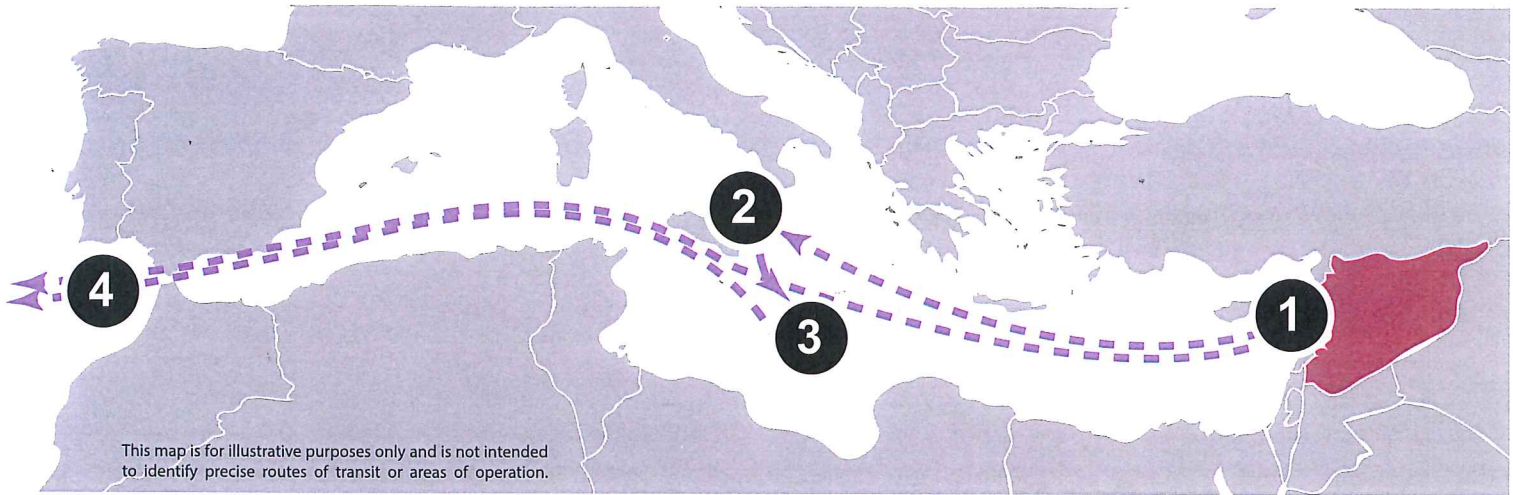 2
1
4
3
This map is for illustrative purposes only and is not intended
to identify precise routes of transit or areas of operation.